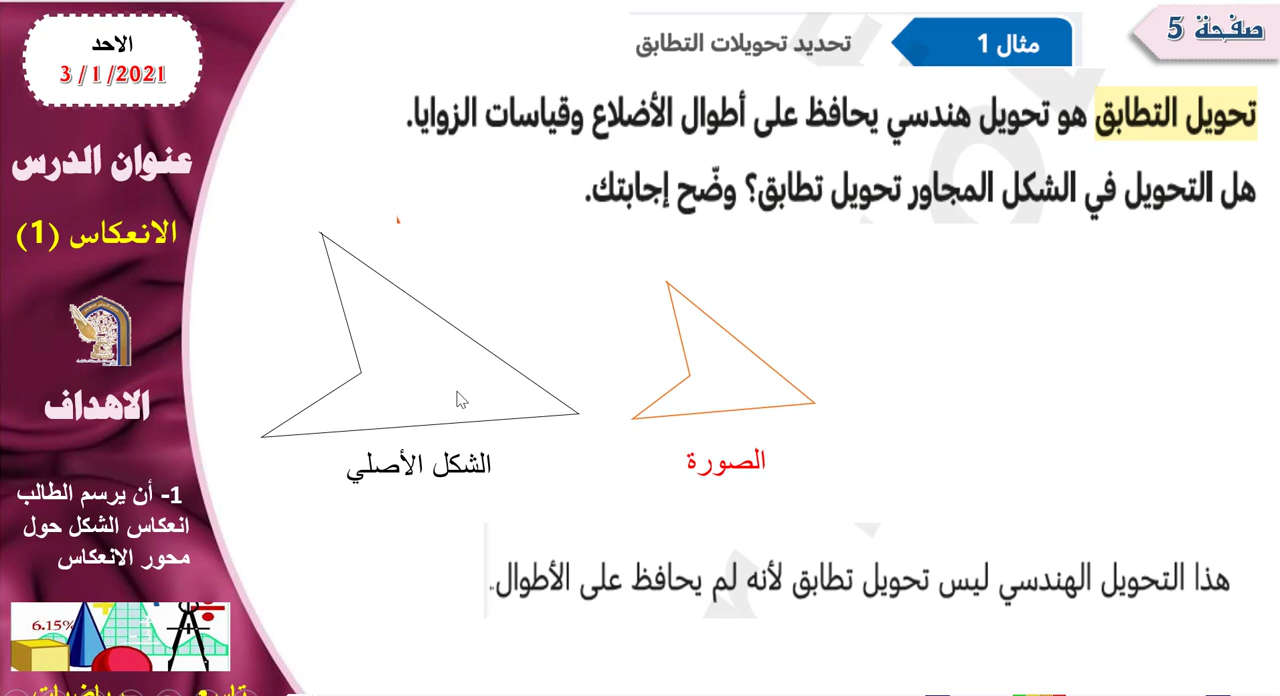 صفحة 5
مثال 1
تحديد تحويلات التطابق
تحويل التطابق هو تحويل هندسي يحافظ على أطوال الأضلاع وقياسات الزوايا.
هل التحويل في الشكل المجاور تحويل تطابق؟ وضّح إجابتك.
الشكل الأصلي
الصورة
هذا التحويل الهندسي ليس تحويل تطابق لأنه لم يحافظ على الأطوال.
الاحد
3 / 1 /2021
عنوان الدرس
الانعكاس (1)
الاهداف
1- أن يرسم الطالب
انعكاس الشكل حول
محور الانعكاس
6.15%